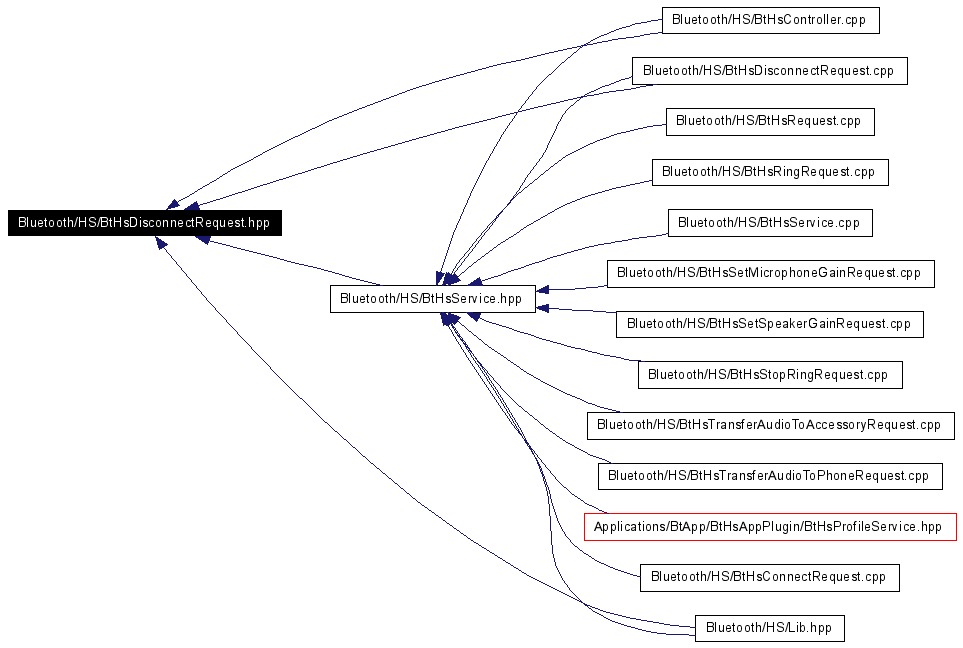 Bluetooth/HS/BtHsController.cpp
Bluetooth/HS/BtHsDisconnectRequest.cpp
Bluetooth/HS/BtHsRequest.cpp
Bluetooth/HS/BtHsRingRequest.cpp
Bluetooth/HS/BtHsDisconnectRequest.hpp
Bluetooth/HS/BtHsService.cpp
Bluetooth/HS/BtHsSetMicrophoneGainRequest.cpp
Bluetooth/HS/BtHsService.hpp
Bluetooth/HS/BtHsSetSpeakerGainRequest.cpp
Bluetooth/HS/BtHsStopRingRequest.cpp
Bluetooth/HS/BtHsTransferAudioToAccessoryRequest.cpp
Bluetooth/HS/BtHsTransferAudioToPhoneRequest.cpp
Applications/BtApp/BtHsAppPlugin/BtHsProfileService.hpp
Bluetooth/HS/BtHsConnectRequest.cpp
Bluetooth/HS/Lib.hpp